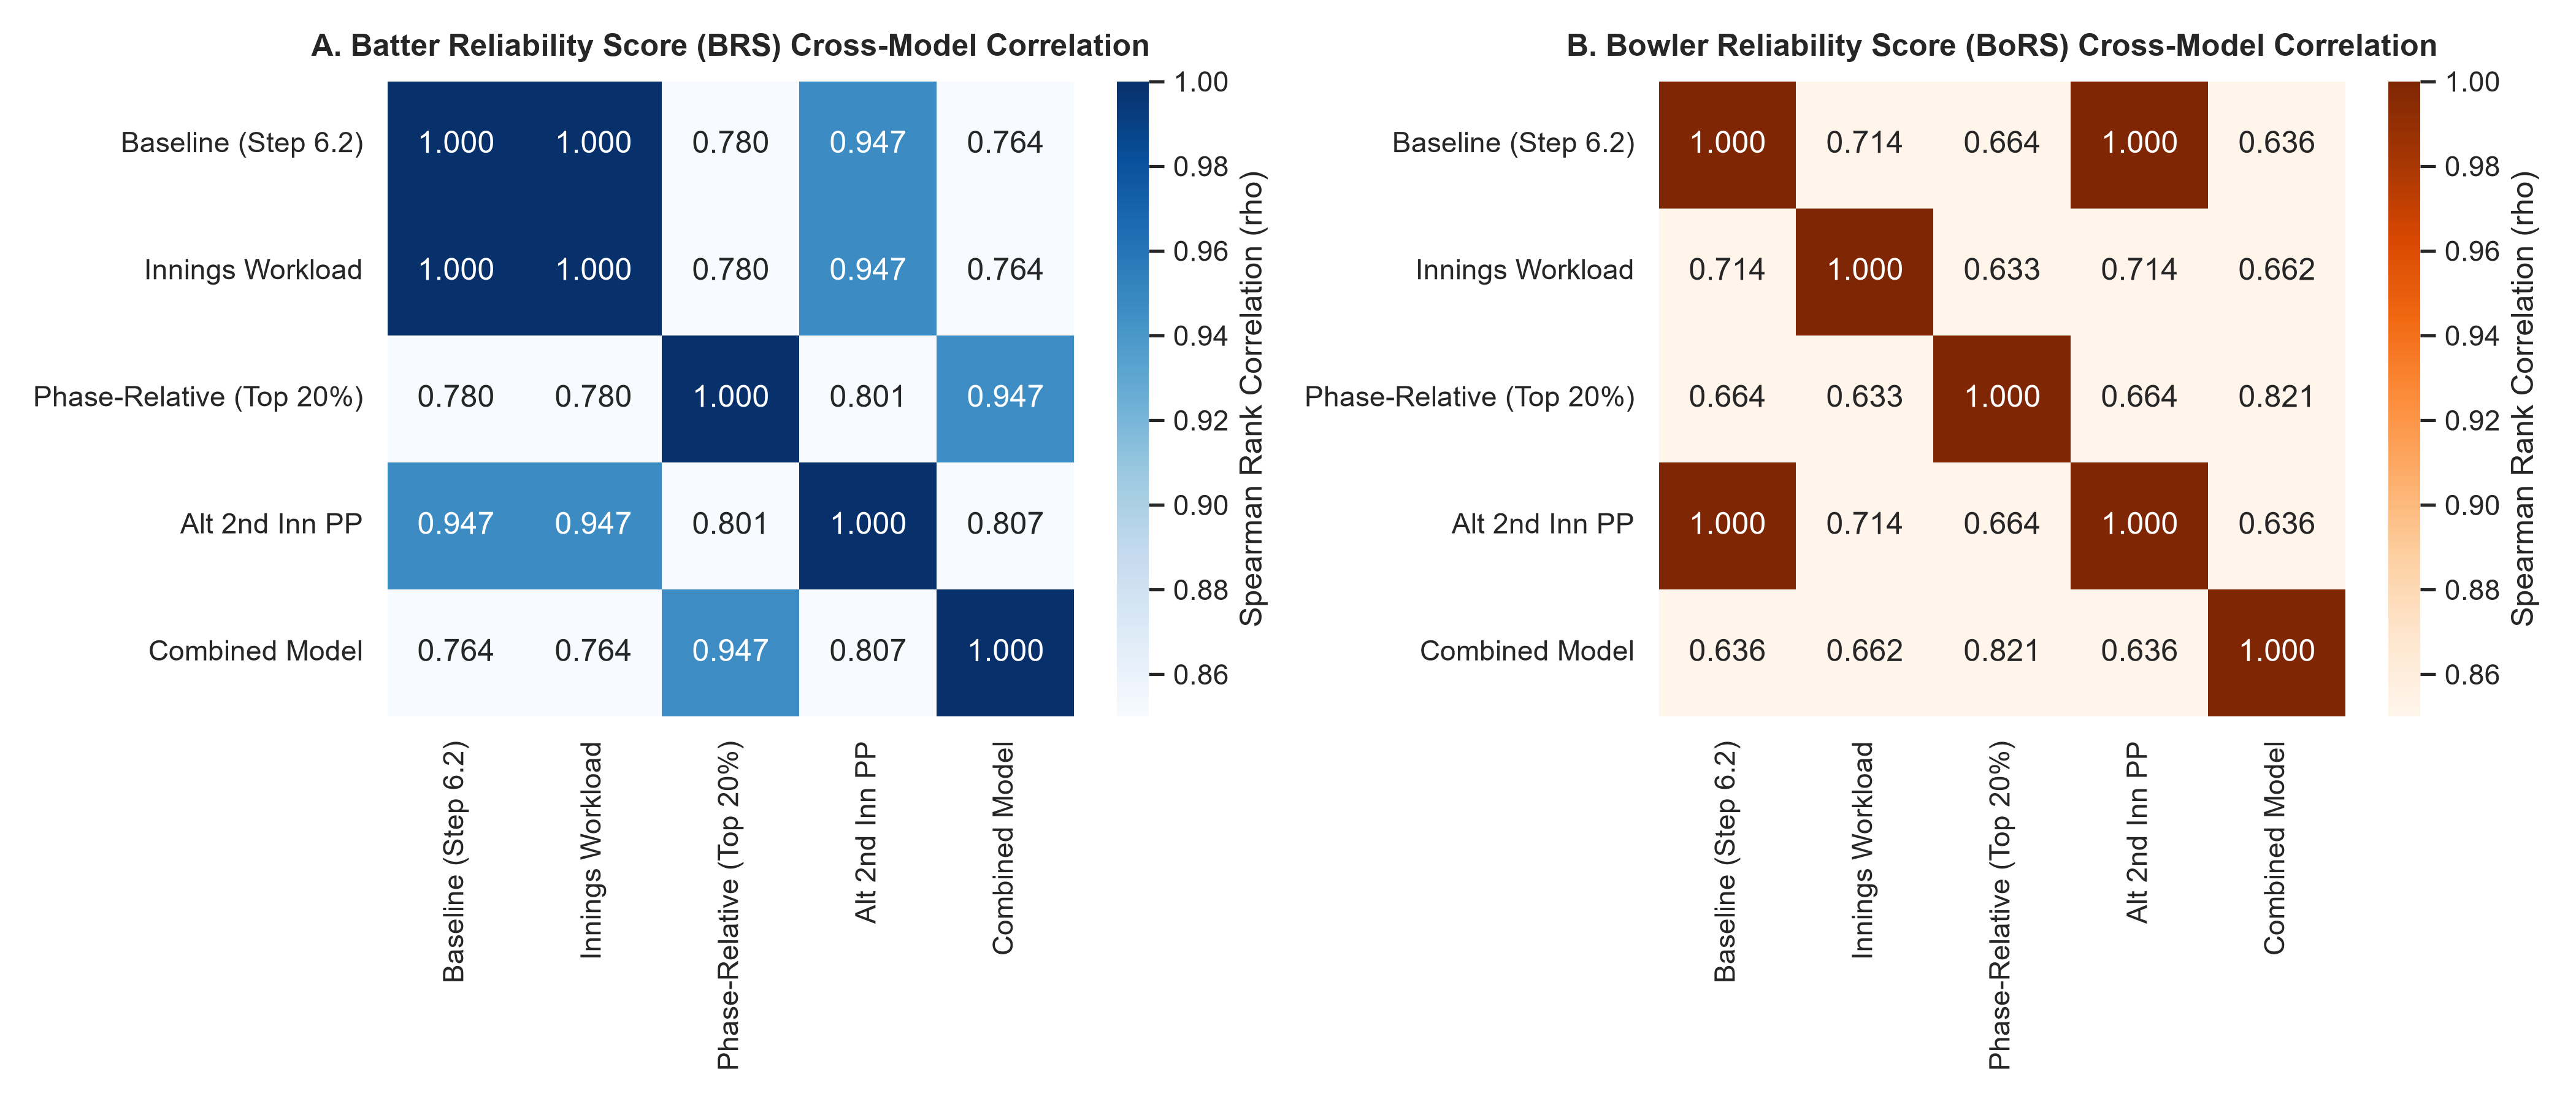 A. Batter Reliability Score (BRS) Cross-Model Correlation
Baseline (Step 6.2) 1.000 1.000 0.780 0.947 0.764
Innings Workload 1.000 1.000 0.780 0.947 0.764
Phase-Relative (Top 20%) 0.780 0.780 1.000 0.801 0.947
Alt 2nd Inn PP 0.947 0.947 0.801 1.000 0.807
Combined Model 0.764 0.764 0.947 0.807 1.000
Baseline (Step 6.2)
Innings Workload
Phase-Relative (Top 20%)
Alt 2nd Inn PP
Combined Model
1.00
0.98
0.96
0.94
0.92
0.90
0.88
0.86
Spearman Rank Correlation (rho)
B. Bowler Reliability Score (BoRS) Cross-Model Correlation
Baseline (Step 6.2) 1.000 0.714 0.664 1.000 0.636
Innings Workload 0.714 1.000 0.633 0.714 0.662
Phase-Relative (Top 20%) 0.664 0.633 1.000 0.664 0.821
Alt 2nd Inn PP 1.000 0.714 0.664 1.000 0.636
Combined Model 0.636 0.662 0.821 0.636 1.000
Baseline (Step 6.2)
Innings Workload
Phase-Relative (Top 20%)
Alt 2nd Inn PP
Combined Model
1.00
0.98
0.96
0.94
0.92
0.90
0.88
0.86
Spearman Rank Correlation (rho)